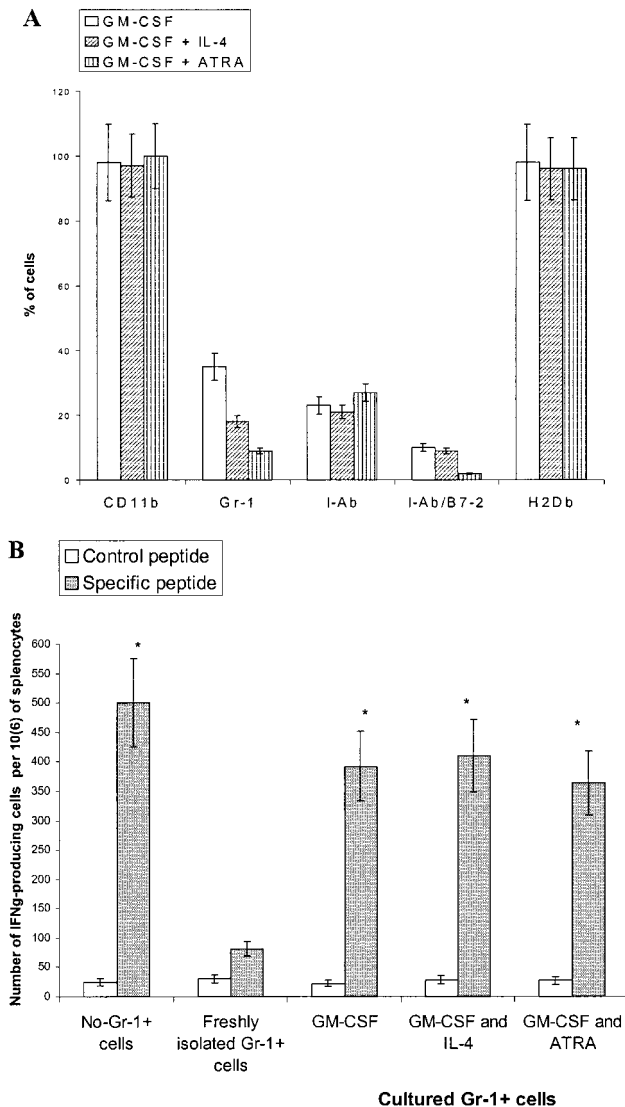 A
GM-CSF
GM-CSF + IL-4
GM-CSF + ATRA
% of cells
120
100
80
60
40
20
0
CD11b Gr-1 I-Ab I-Ab/B7-2 H2Db
B
Control peptide
Specific peptide
Number of IFNg-producing cells per 10(6) of splenocytes
600
550
500
450
400
350
300
250
200
150
100
50
0
* * * *
No-Gr-1+ cells
Freshly isolated Gr-1+ cells
GM-CSF
GM-CSF and IL-4
GM-CSF and ATRA
Cultured Gr-1+ cells